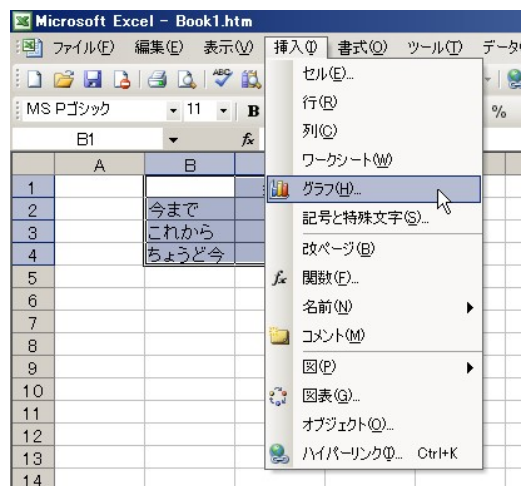 Microsoft Excel - Book1.htm
ファイル(F) 編集(E) 表示(V) 挿入(I) 書式(O) ツール(T) データ
MS Pゴシック 11 B %
B1 fx
A B
1
2 今まで
3 これから
4 ちょうど今
5
6
7
8
9
10
11
12
13
14
セル(E)...
行(R)
列(C)
ワークシート(W)
グラフ(H)...
記号と特殊文字(S)...
改ページ(B)
fx 関数(F)...
名前(N)
コメント(M)
図(P)
図表(G)...
オブジェクト(O)...
ハイパーリンク(I)... Ctrl+K